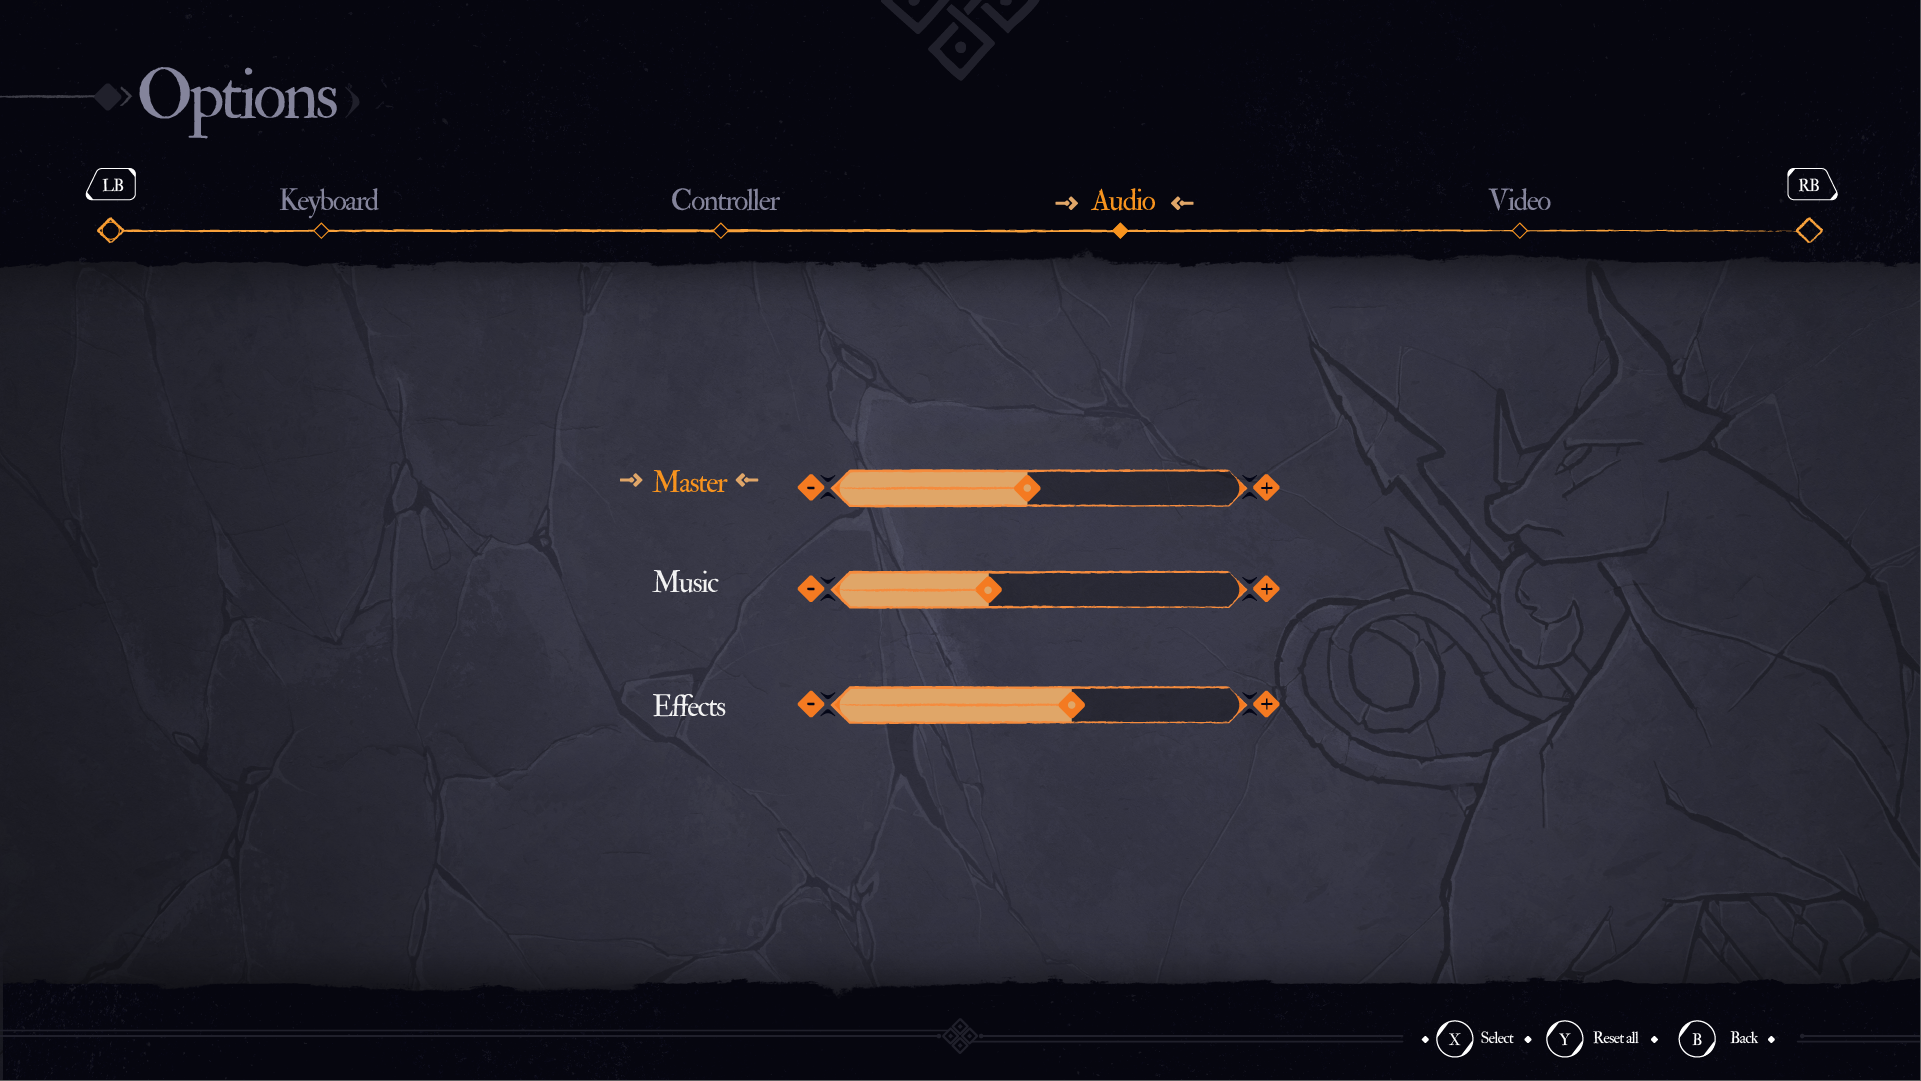 Options
LB
Keyboard
Controller
Audio
Video
RB
Master
- +
Music
- +
Effects
- +
X Select
Y Reset all
B Back